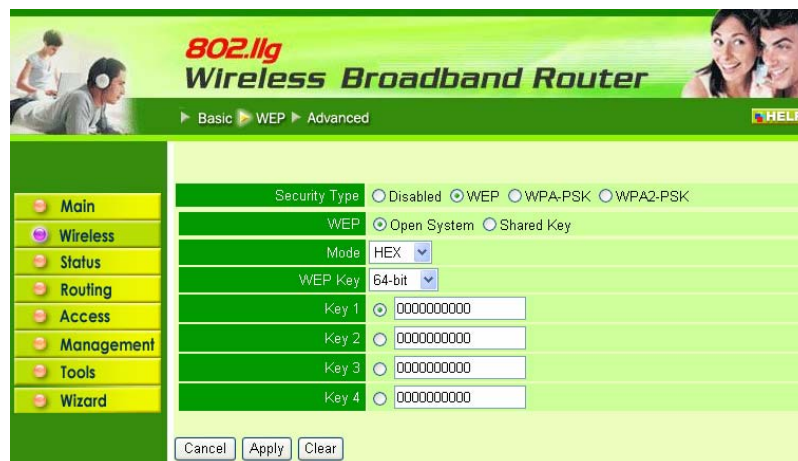 802.11g
Wireless Broadband Router
Basic WEP Advanced
HELP
Main
Wireless
Status
Routing
Access
Management
Tools
Wizard
Security Type Disabled WEP WPA-PSK WPA2-PSK
WEP Open System Shared Key
Mode HEX
WEP Key 64-bit
Key 1 0000000000
Key 2 0000000000
Key 3 0000000000
Key 4 0000000000
Cancel Apply Clear